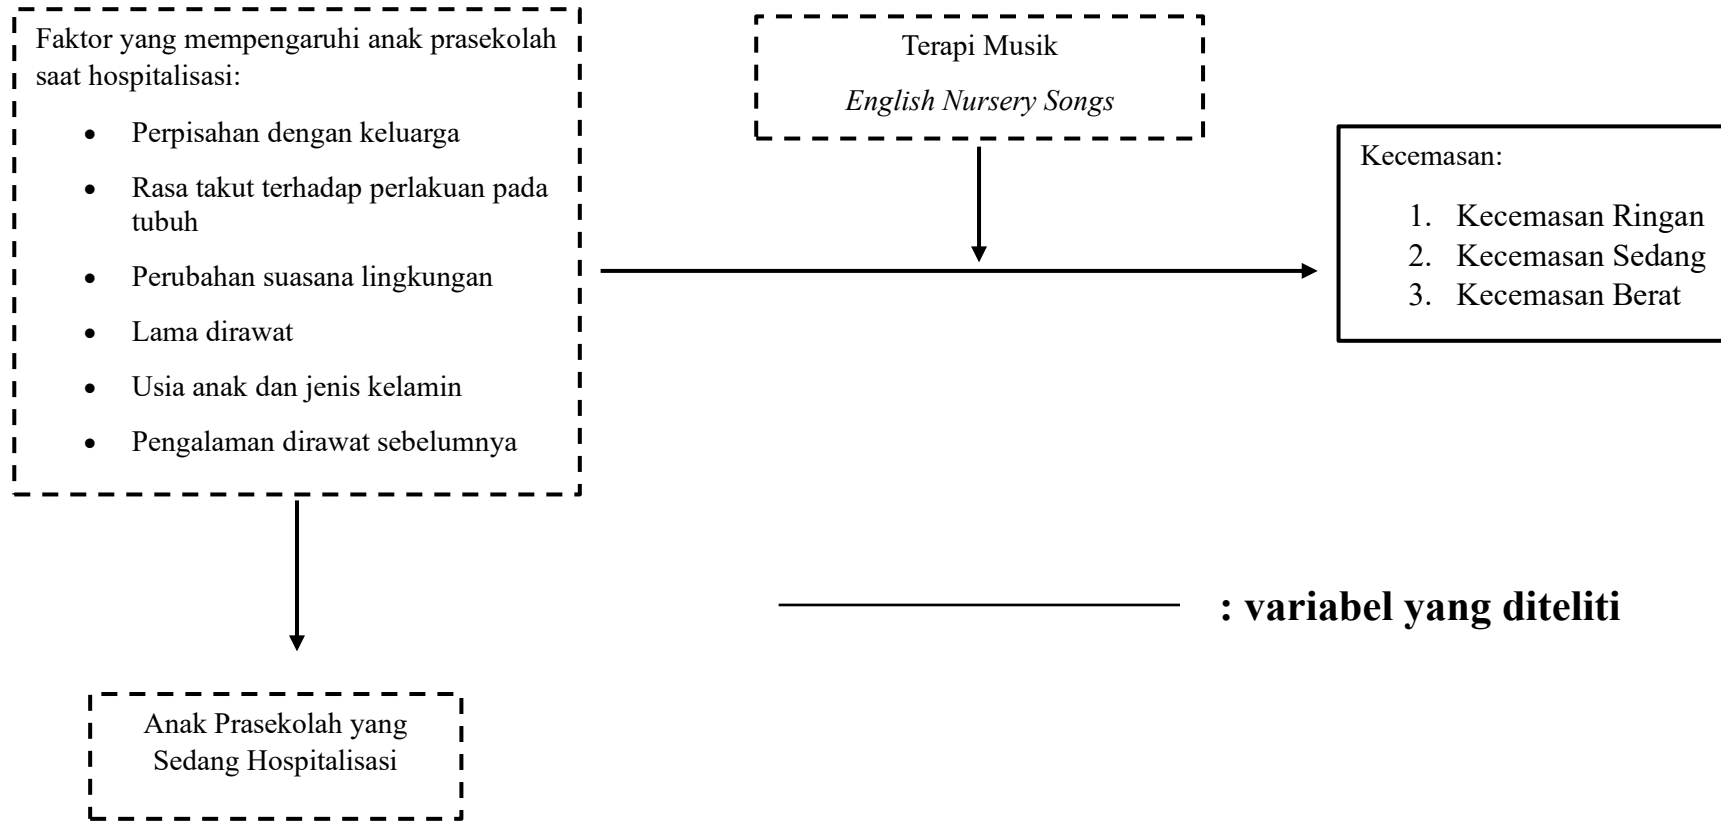 Faktor yang mempengaruhi anak prasekolah
saat hospitalisasi:
• Perpisahan dengan keluarga
• Rasa takut terhadap perlakuan pada
tubuh
• Perubahan suasana lingkungan
• Lama dirawat
• Usia anak dan jenis kelamin
• Pengalaman dirawat sebelumnya
Terapi Musik
English Nursery Songs
Kecemasan:
1. Kecemasan Ringan
2. Kecemasan Sedang
3. Kecemasan Berat
: variabel yang diteliti
Anak Prasekolah yang
Sedang Hospitalisasi